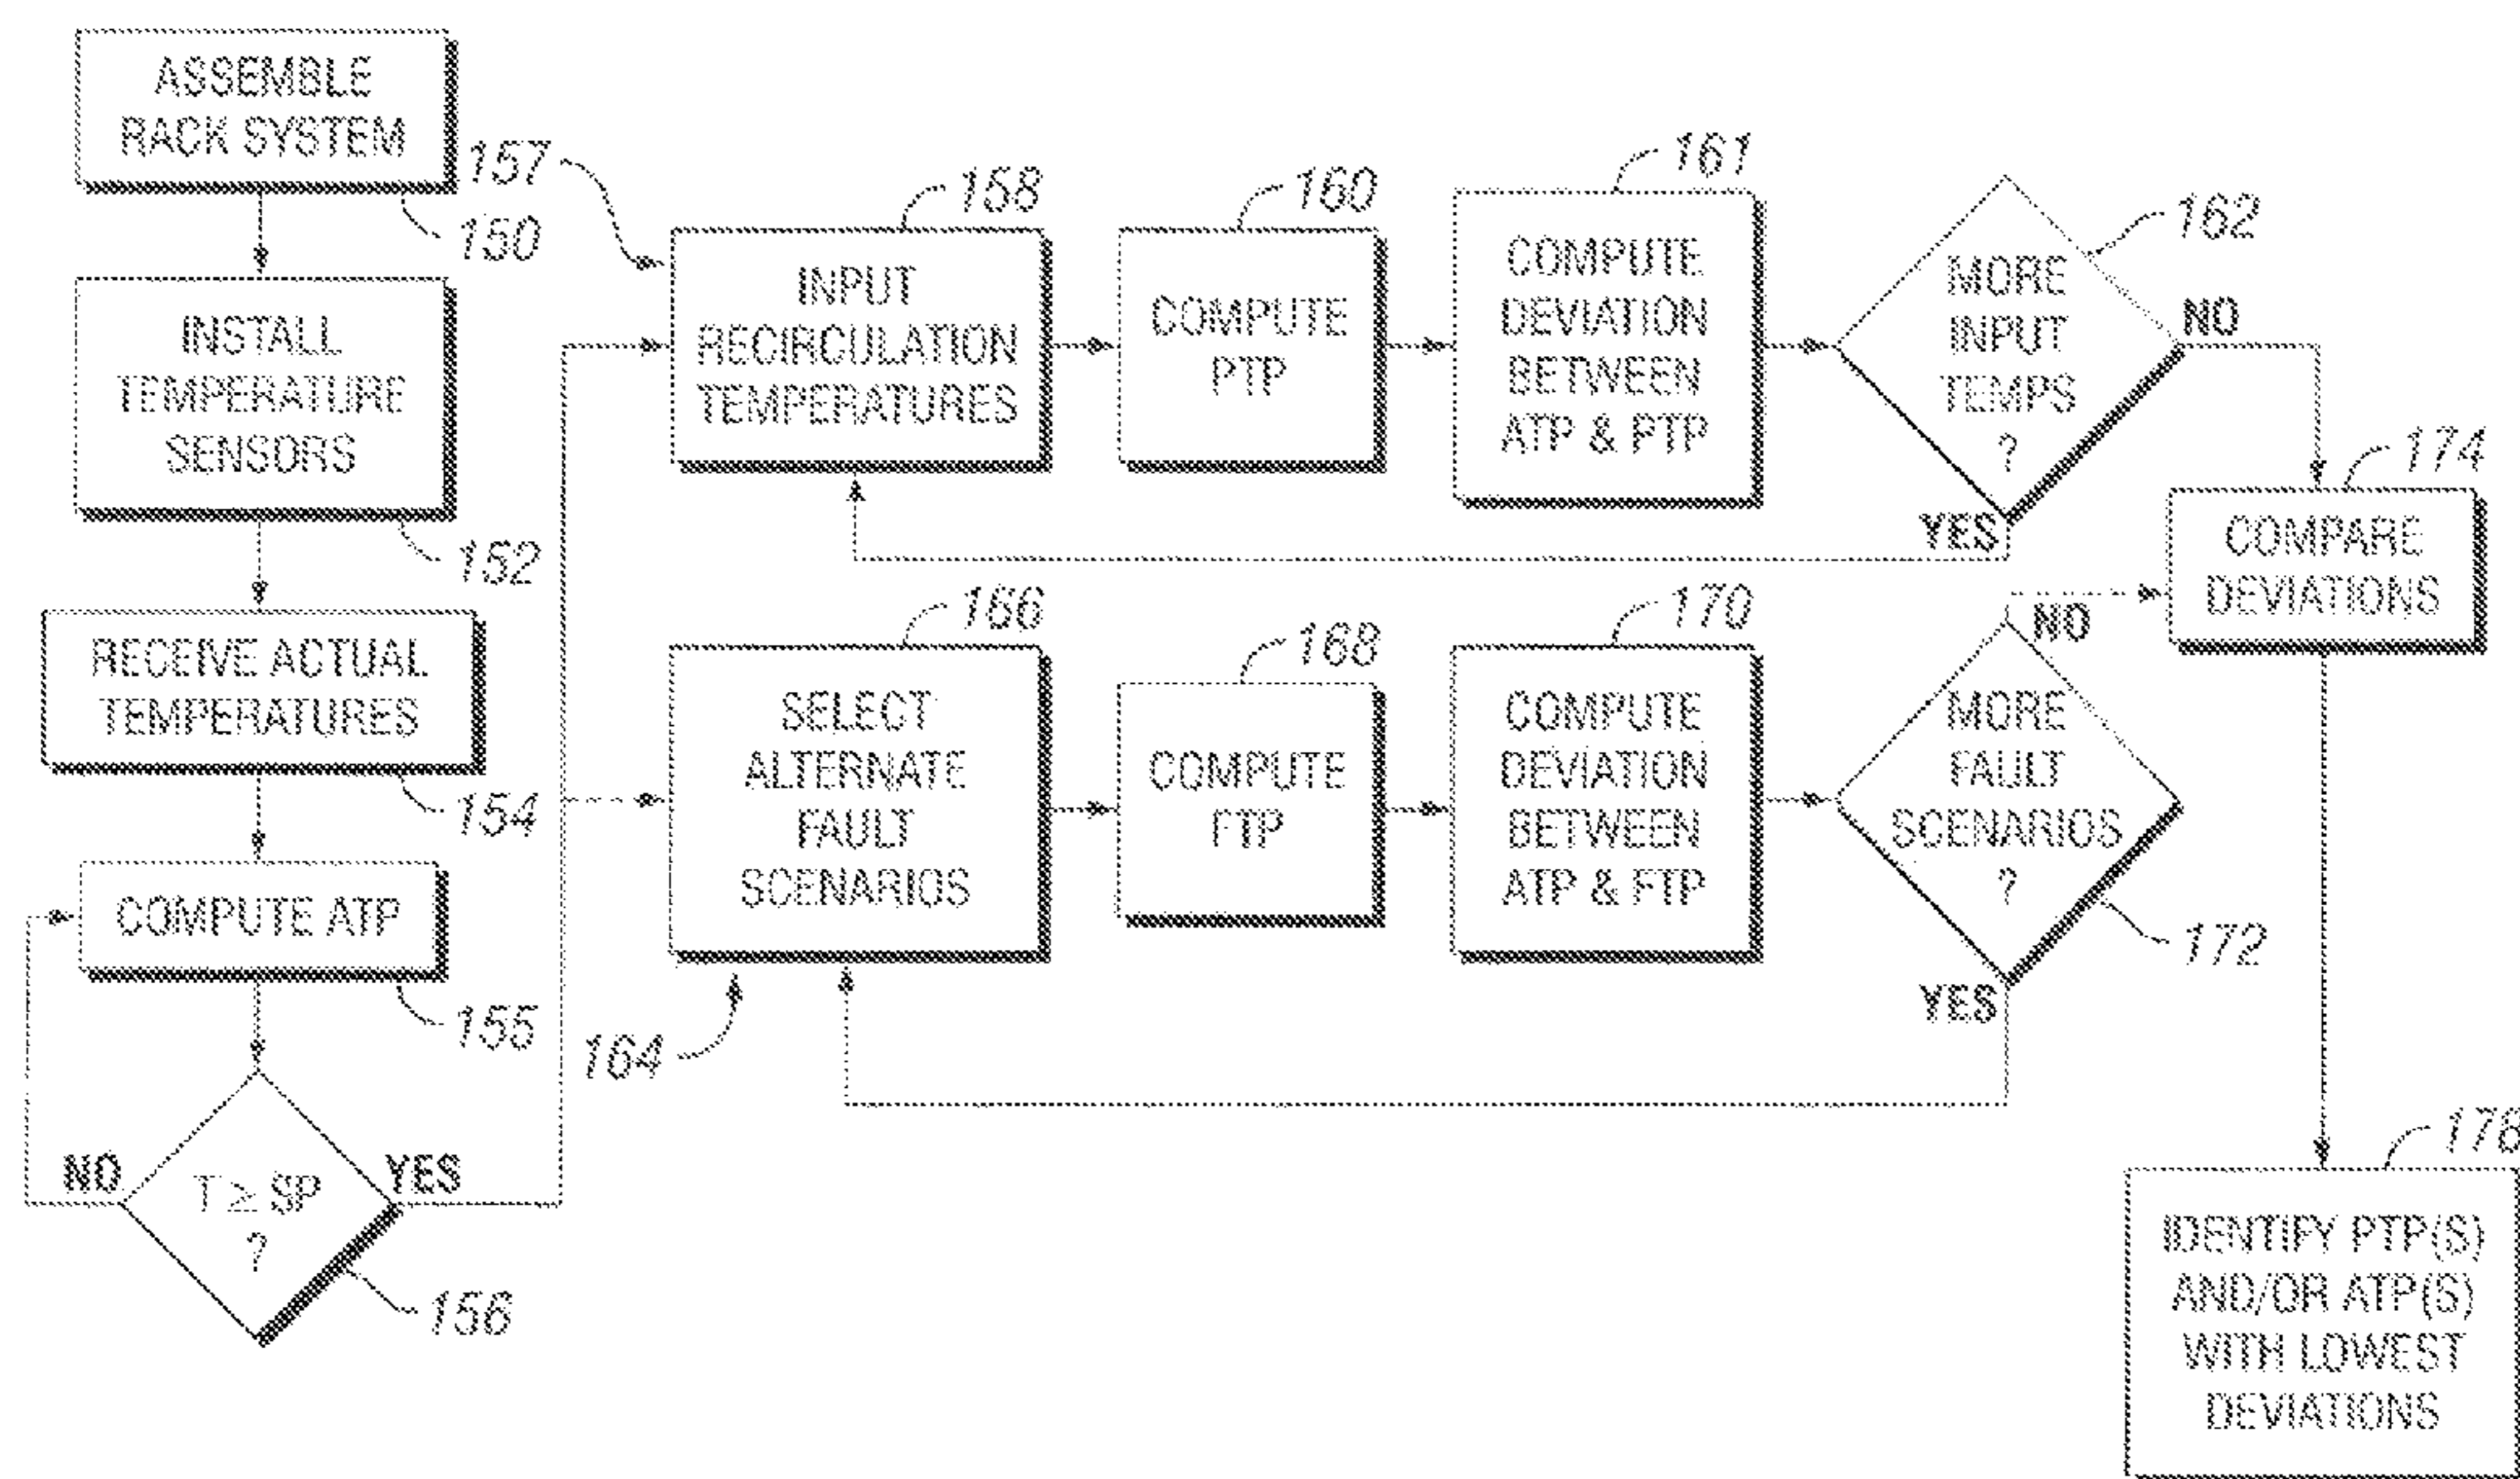 ASSEMBLE
RACK SYSTEM
150
INSTALL
TEMPERATURE
SENSORS
152
RECEIVE ACTUAL
TEMPERATURES
154
COMPUTE ATP
155
T ≥ SP
?
NO
YES
156
157
158
INPUT
RECIRCULATION
TEMPERATURES
160
COMPUTE
PTP
161
COMPUTE
DEVIATION
BETWEEN
ATP & PTP
162
MORE
INPUT
TEMPS
?
NO
YES
164
166
SELECT
ALTERNATE
FAULT
SCENARIOS
168
COMPUTE
FTP
170
COMPUTE
DEVIATION
BETWEEN
ATP & FTP
172
MORE
FAULT
SCENARIOS
?
NO
YES
174
COMPARE
DEVIATIONS
IDENTIFY PTP(S)
AND/OR ATP(S)
WITH LOWEST
DEVIATIONS